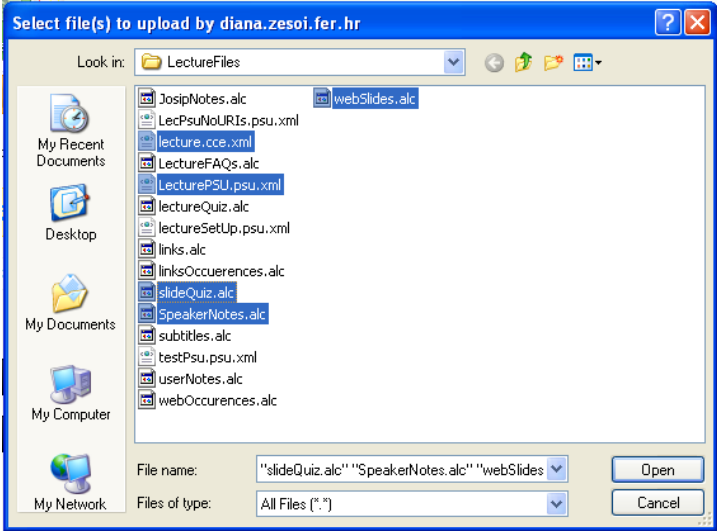 Select file(s) to upload by diana.zesoi.fer.hr
Look in:
LectureFiles
My Recent
Documents
Desktop
My Documents
My Computer
My Network
JosipNotes.alc
LecPsuNoURIs.psu.xml
lecture.cce.xml
LectureFAQs.alc
LecturePSU.psu.xml
lectureQuiz.alc
lectureSetUp.psu.xml
links.alc
linksOccuerences.alc
slideQuiz.alc
SpeakerNotes.alc
subtitles.alc
testPsu.psu.xml
userNotes.alc
webOccurences.alc
webSlides.alc
File name:
"slideQuiz.alc" "SpeakerNotes.alc" "webSlides
Open
Files of type:
All Files (*.*)
Cancel